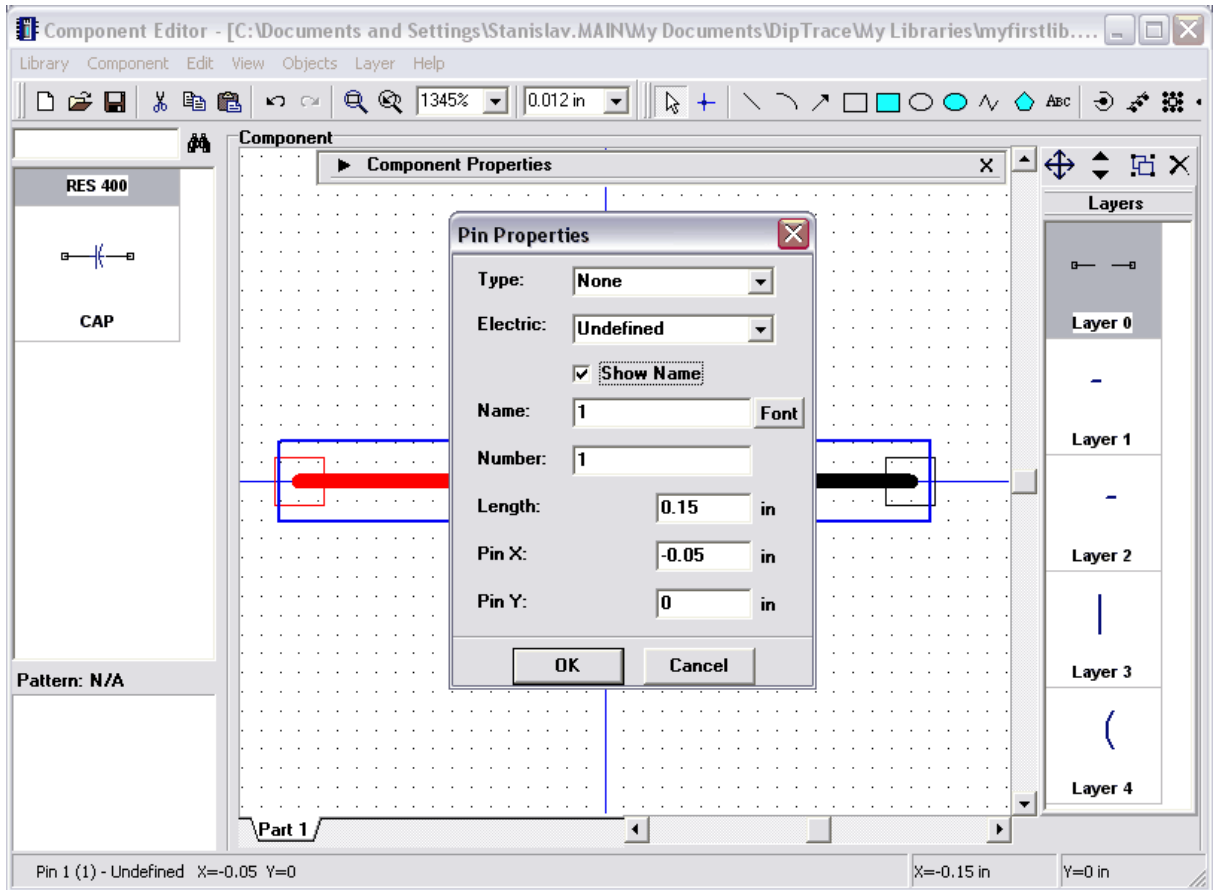 Component Editor - [C:\Documents and Settings\Stanislav.MAIN\My Documents\DipTrace\My Libraries\myfirstlib....
Library Component Edit View Objects Layer Help
1345% 0.012 in ABC
Component
Component Properties X
RES 400
CAP
Pattern: N/A
Pin Properties
Type: None
Electric: Undefined
Show Name
Name: 1 Font
Number: 1
Length: 0.15 in
Pin X: -0.05 in
Pin Y: 0 in
OK Cancel
Layers
Layer 0
Layer 1
Layer 2
Layer 3
Layer 4
Part 1
Pin 1 (1) - Undefined X=-0.05 Y=0 X=-0.15 in Y=0 in